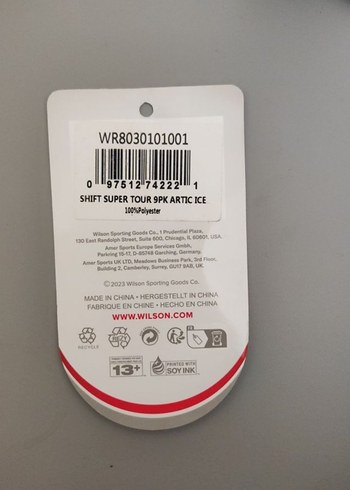 WR8030101001
0 97512 74222 1
SHIFT SUPER TOUR 9PK ARTIC ICE
100%Polyester
Wilson Sporting Goods Co., 1 Prudential Plaza,
130 East Randolph Street, Suite 600, Chicago, IL 60601, USA.
Amer Sports Europe Services GmbH,
Parkring 15-17, D-85748 Garching, Germany.
Amer Sports UK LTD, Meadows Business Park, 3rd Floor,
Building 2, Camberley, Surrey, GU17 9AB, UK.
©2023 Wilson Sporting Goods Co.
MADE IN CHINA • HERGESTELLT IN CHINA
FABRIQUE EN CHINE • HECHO EN CHINA
WWW.WILSON.COM
RECYCLE
13+
PRINTED WITH
SOY INK